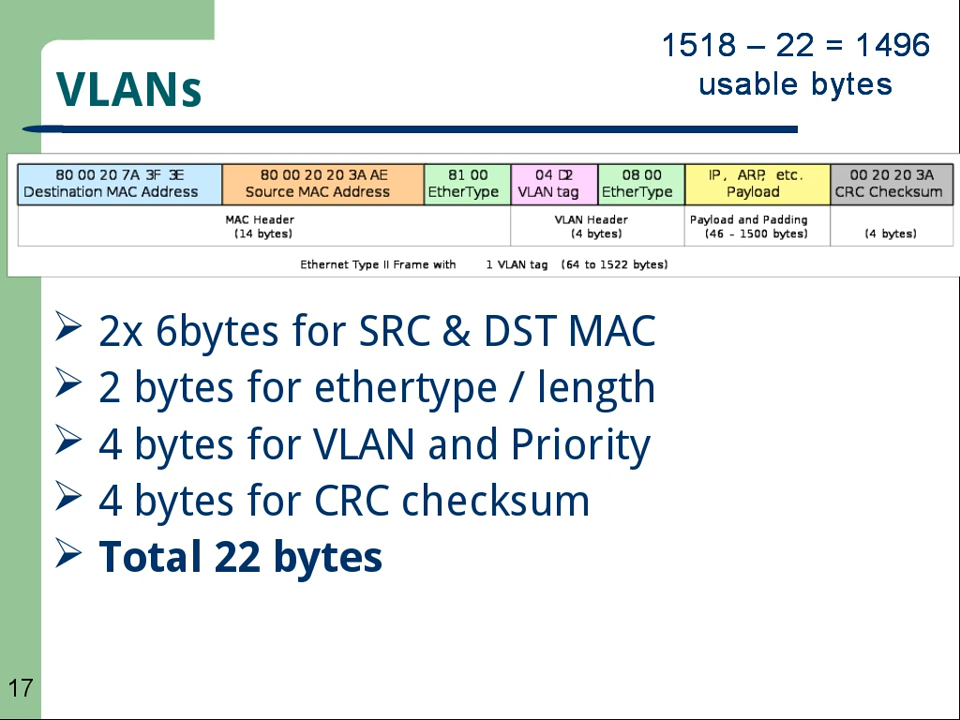 1518 – 22 = 1496
usable bytes
VLANs
80 00 20 7A 3F 3E
Destination MAC Address
80 00 20 20 3A AE
Source MAC Address
81 00
EtherType
04 D2
VLAN tag
08 00
EtherType
IP, ARP, etc.
Payload
00 20 20 3A
CRC Checksum
MAC Header
(14 bytes)
VLAN Header
(4 bytes)
Payload and Padding
(46 - 1500 bytes)
(4 bytes)
Ethernet Type II Frame with 1 VLAN tag (64 to 1522 bytes)
➢ 2x 6bytes for SRC & DST MAC
➢ 2 bytes for ethertype / length
➢ 4 bytes for VLAN and Priority
➢ 4 bytes for CRC checksum
➢ Total 22 bytes
17